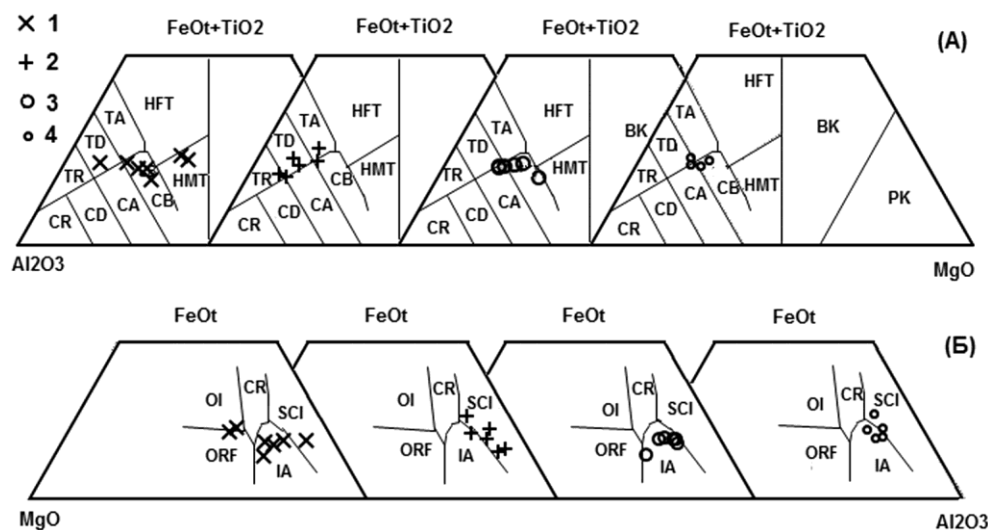 1
2
3
4
FeOt+TiO2 FeOt+TiO2 FeOt+TiO2 FeOt+TiO2
(А)
HFT HFT HFT HFT
TA TA TA TA
BK BK
TD TD TD TD
TR TR TR TR
HMT HMT HMT
CB CB CB
CA CA CA CA
CD CD CD CD
CR CR CR CR
PK
Al2O3 MgO
FeOt FeOt FeOt FeOt
(Б)
CR CR CR CR
OI OI OI OI
SCI SCI SCI SCI
ORF ORF ORF ORF
IA IA IA IA
MgO Al2O3